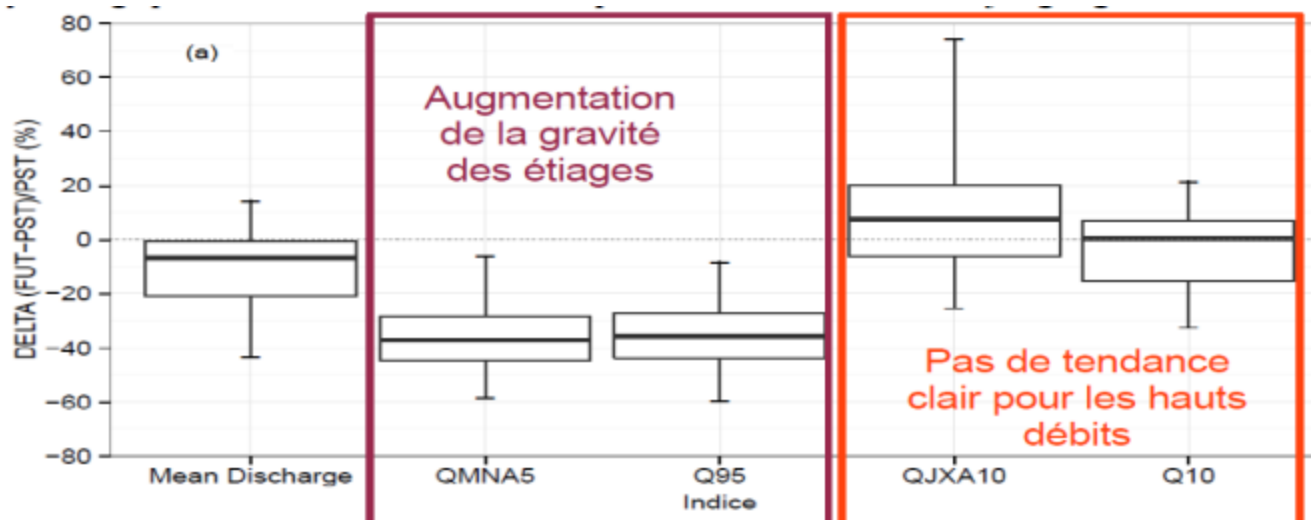 80
(a)
60
40
20
0
−20
−40
−60
−80
DELTA (FUT-PST)/PST (%)
Augmentation
de la gravité
des étiages
Pas de tendance
clair pour les hauts
débits
Mean Discharge
QMNA5
Q95
QJXA10
Q10
Indice